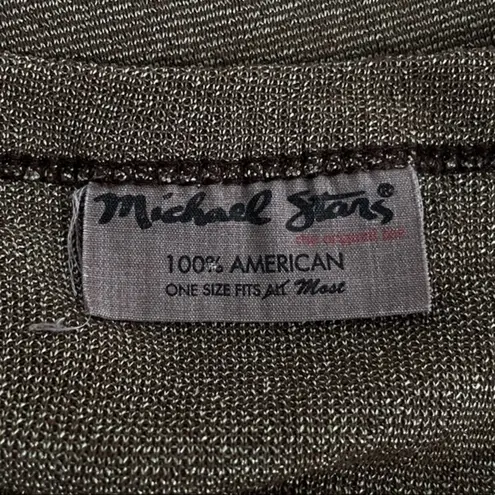 Michael Stars®
the original tee
100% AMERICAN
ONE SIZE FITS ALL Most